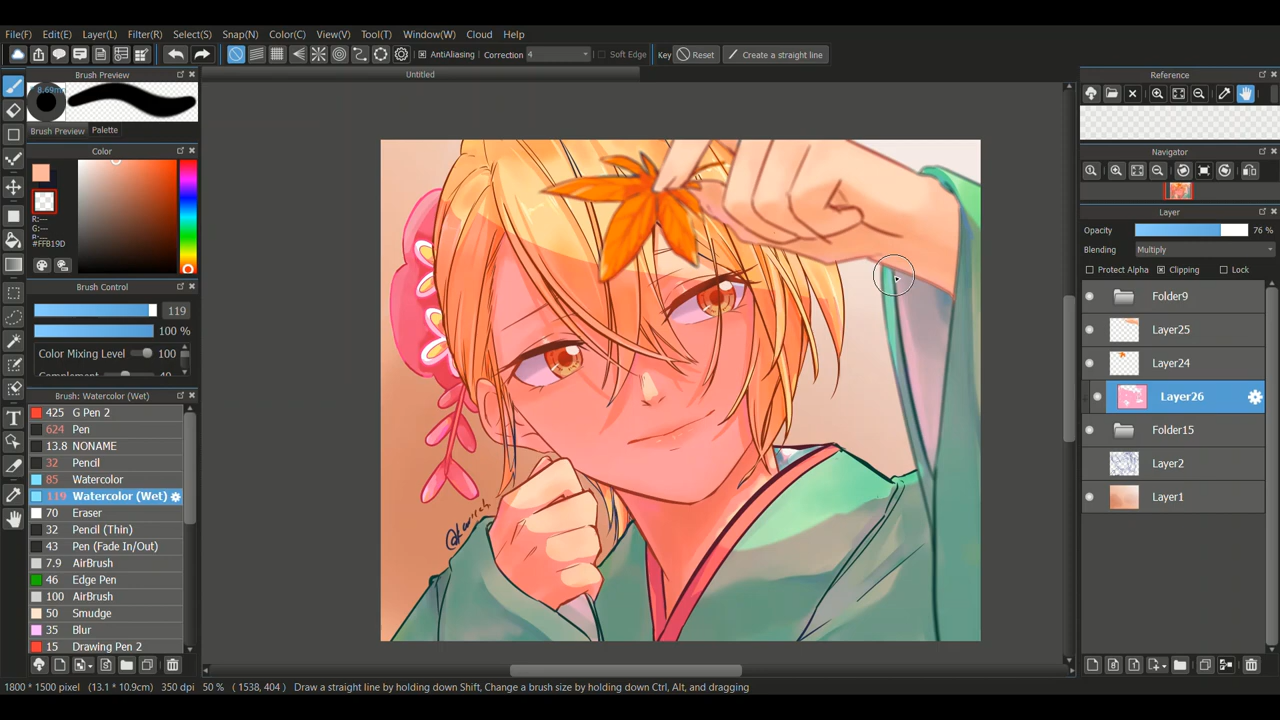 File(F) Edit(E) Layer(L) Filter(R) Select(S) Snap(N) Color(C) View(V) Tool(T) Window(W) Cloud Help
AntiAliasing Correction 4 Soft Edge Key Reset Create a straight line
Brush Preview
Untitled
Reference
8.69m
Brush Preview Palette
Color
Navigator
R:---
G:---
B:---
#FFB19D
Layer
Opacity 76 %
Blending Multiply
Protect Alpha Clipping Lock
Brush Control
119
100 %
Color Mixing Level 100
Complement 40
Brush: Watercolor (Wet)
425 G Pen 2
624 Pen
13.8 NONAME
32 Pencil
85 Watercolor
119 Watercolor (Wet)
70 Eraser
32 Pencil (Thin)
43 Pen (Fade In/Out)
7.9 AirBrush
46 Edge Pen
100 AirBrush
50 Smudge
35 Blur
15 Drawing Pen 2
Folder9
Layer25
Layer24
Layer26
Folder15
Layer2
Layer1
1800 * 1500 pixel (13.1 * 10.9cm) 350 dpi 50 % ( 1538, 404 ) Draw a straight line by holding down Shift, Change a brush size by holding down Ctrl, Alt, and dragging